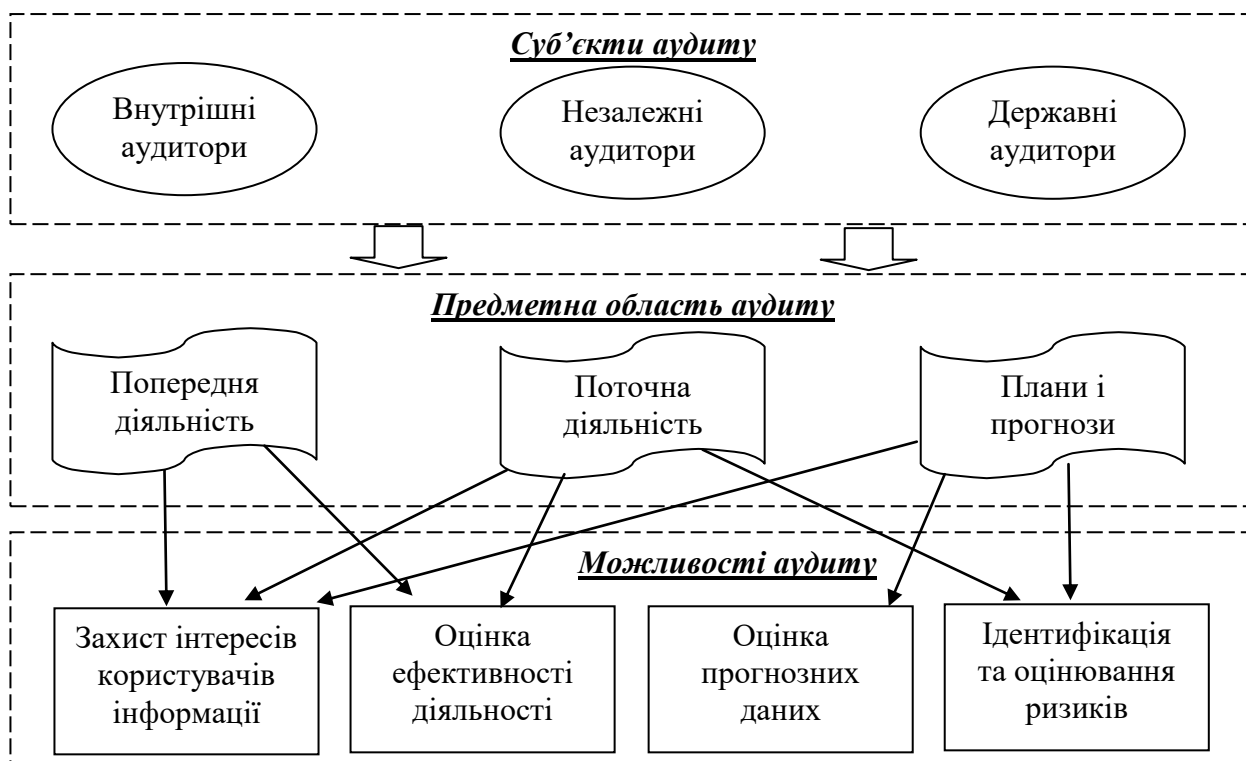 Суб’єкти аудиту
Внутрішні
аудитори
Незалежні
аудитори
Державні
аудитори
Предметна область аудиту
Попередня
діяльність
Поточна
діяльність
Плани і
прогнози
Можливості аудиту
Захист інтересів
користувачів
інформації
Оцінка
ефективності
діяльності
Оцінка
прогнозних
даних
Ідентифікація
та оцінювання
ризиків